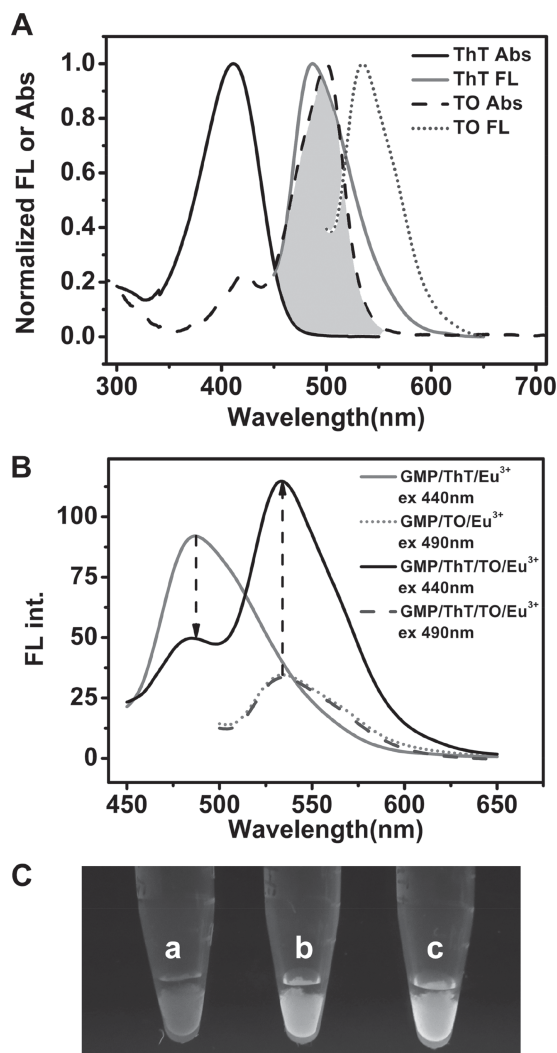 A
ThT Abs
ThT FL
TO Abs
TO FL
1.0
0.8
0.6
0.4
0.2
0.0
Normalized FL or Abs
300 400 500 600 700
Wavelength(nm)
B
GMP/ThT/Eu³⁺
ex 440nm
GMP/TO/Eu³⁺
ex 490nm
GMP/ThT/TO/Eu³⁺
ex 440nm
GMP/ThT/TO/Eu³⁺
ex 490nm
100
75
50
25
0
FL int.
450 500 550 600 650
Wavelength(nm)
C
a b c